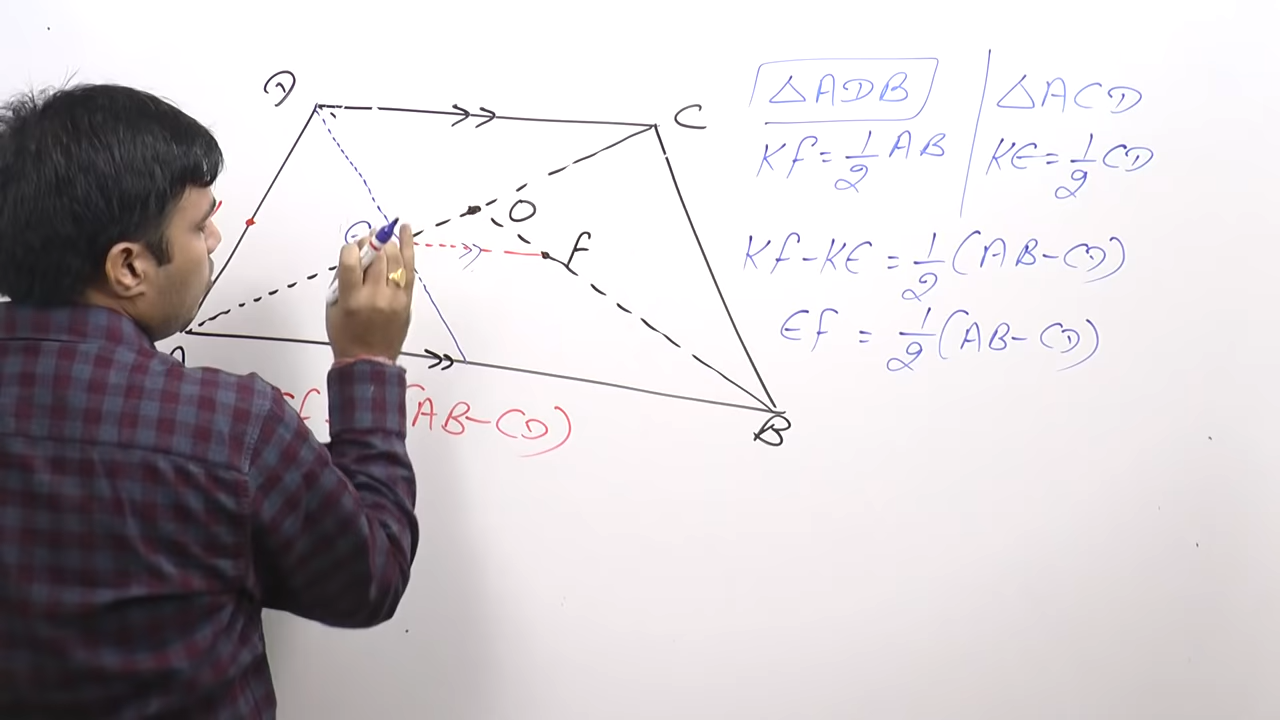 D
C
O
F
B
(AB-CD)
△ADB
KF = 1/2 AB
△ACD
KE = 1/2 CD
KF-KE = 1/2 (AB-CD)
EF = 1/2 (AB-CD)